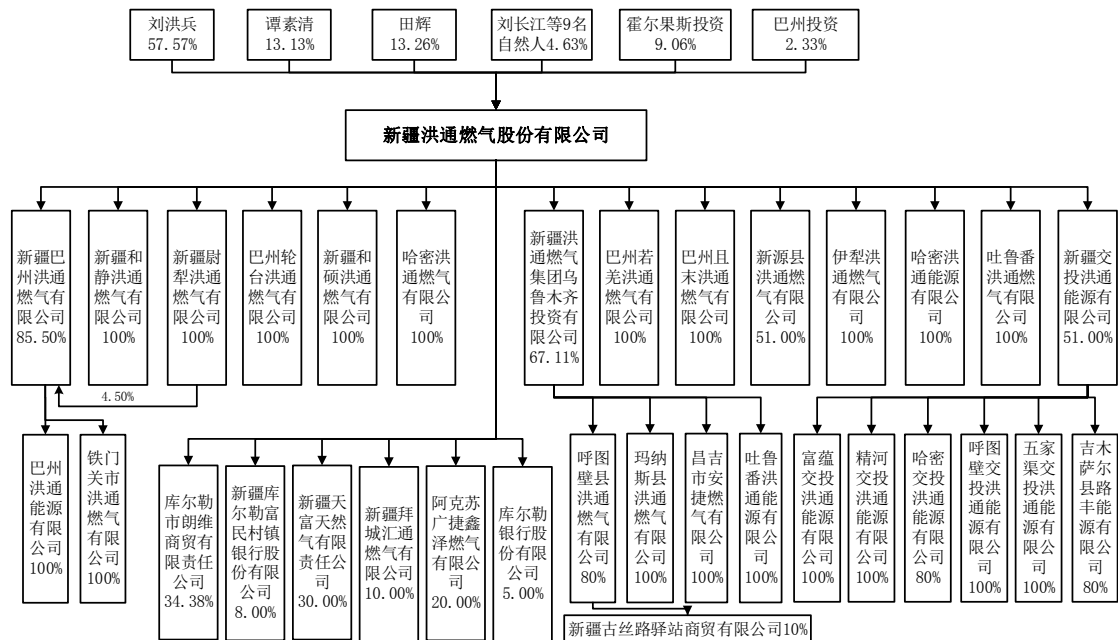 刘洪兵
57.57%
谭素清
13.13%
田辉
13.26%
刘长江等9名
自然人4.63%
霍尔果斯投资
9.06%
巴州投资
2.33%
新疆洪通燃气股份有限公司
新疆巴
州洪通
燃气有
限公司
85.50%
新疆和
静洪通
燃气有
限公司
100%
新疆尉
犁洪通
燃气有
限公司
100%
巴州轮
台洪通
燃气有
限公司
100%
新疆和
硕洪通
燃气有
限公司
100%
哈密洪
通燃气
有限公
司
100%
新疆洪
通燃气
集团乌
鲁木齐
投资有
限公司
67.11%
巴州若
羌洪通
燃气有
限公司
100%
巴州且
末洪通
燃气有
限公司
100%
新源县
洪通燃
气有限
公司
51.00%
伊犁洪
通燃气
有限公
司
100%
哈密洪
通能源
有限公
司
100%
吐鲁番
洪通燃
气有限
公司
100%
新疆交
投洪通
能源有
限公司
51.00%
4.50%
巴州
洪通
能源
有限
公司
100%
铁门
关市
洪通
燃气
有限
公司
100%
库尔勒
市朗维
商贸有
限责任
公司
34.38%
新疆库
尔勒富
民村镇
银行股
份有限
公司
8.00%
新疆天
富天然
气有限
责任公
司
30.00%
新疆拜
城汇通
燃气有
限公司
10.00%
阿克苏
广捷鑫
泽燃气
有限公
司
20.00%
库尔勒
银行股
份有限
公司
5.00%
呼图
壁县
洪通
燃气
有限
公司
80%
玛纳
斯县
洪通
燃气
有限
公司
100%
昌吉
市安
捷燃
气有
限公
司
100%
吐鲁
番洪
通能
源有
限公
司
100%
富蕴
交投
洪通
能源
有限
公司
100%
精河
交投
洪通
能源
有限
公司
100%
哈密
交投
洪通
能源
有限
公司
80%
呼图
壁交
投洪
通能
源有
限公
司
100%
五家
渠交
投洪
通能
源有
限公
司
100%
吉木
萨尔
县路
丰能
源有
限公
司
80%
新疆古丝路驿站商贸有限公司10%